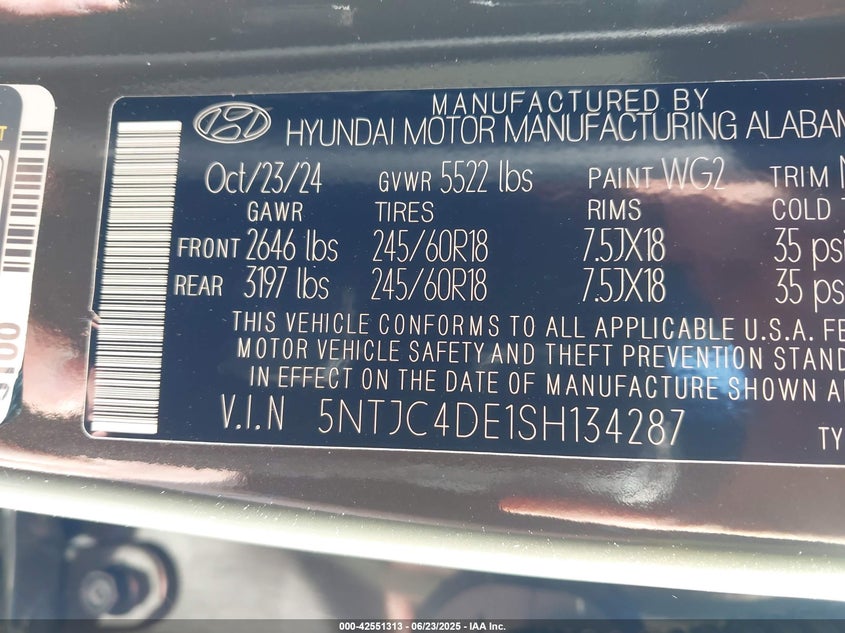 MANUFACTURED BY
HYUNDAI MOTOR MANUFACTURING ALABAM
Oct/23/24 GVWR 5522 lbs PAINT WG2 TRIM
GAWR TIRES RIMS COLD
FRONT 2646 lbs 245/60R18 7.5JX18 35 psi
REAR 3197 lbs 245/60R18 7.5JX18 35 ps
THIS VEHICLE CONFORMS TO ALL APPLICABLE U.S.A. FE
MOTOR VEHICLE SAFETY AND THEFT PREVENTION STAND
IN EFFECT ON THE DATE OF MANUFACTURE SHOWN A
V.I.N 5NTJC4DE1SH134287
TY
000-42551313 - 06/23/2025 - IAA Inc.